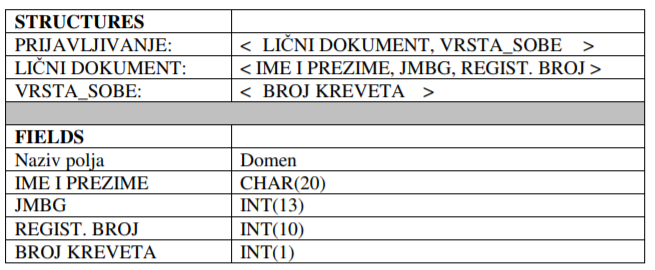 STRUCTURES
PRIJAVLJIVANJE: < LIČNI DOKUMENT, VRSTA_SOBE >
LIČNI DOKUMENT: < IME I PREZIME, JMBG, REGIST. BROJ >
VRSTA_SOBE: < BROJ KREVETA >
FIELDS
Naziv polja Domen
IME I PREZIME CHAR(20)
JMBG INT(13)
REGIST. BROJ INT(10)
BROJ KREVETA INT(1)